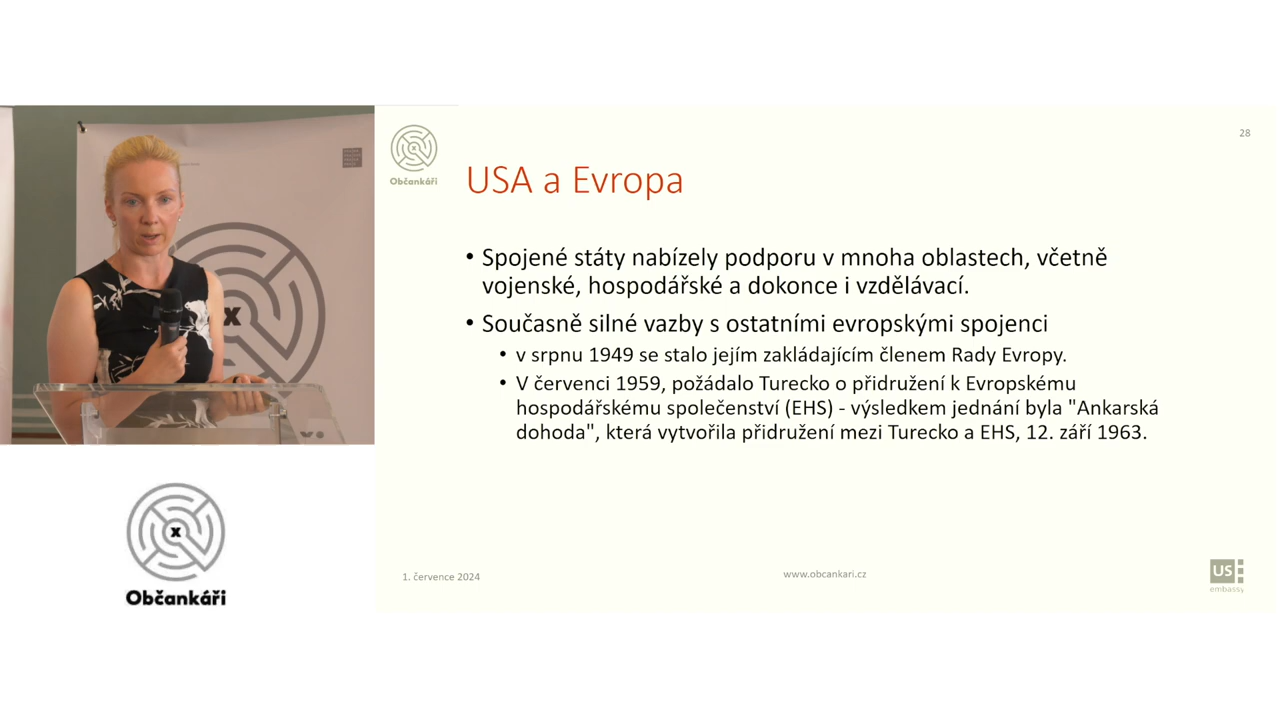 28
Občankáři
USA a Evropa
• Spojené státy nabízely podporu v mnoha oblastech, včetně
vojenské, hospodářské a dokonce i vzdělávací.
• Současně silné vazby s ostatními evropskými spojenci
• v srpnu 1949 se stalo jejím zakládajícím členem Rady Evropy.
• V červenci 1959, požádalo Turecko o přidružení k Evropskému
hospodářskému společenství (EHS) - výsledkem jednání byla "Ankarská
dohoda", která vytvořila přidružení mezi Turecko a EHS, 12. září 1963.
x
x
Občankáři
1. července 2024
www.obcankari.cz
US
embassy